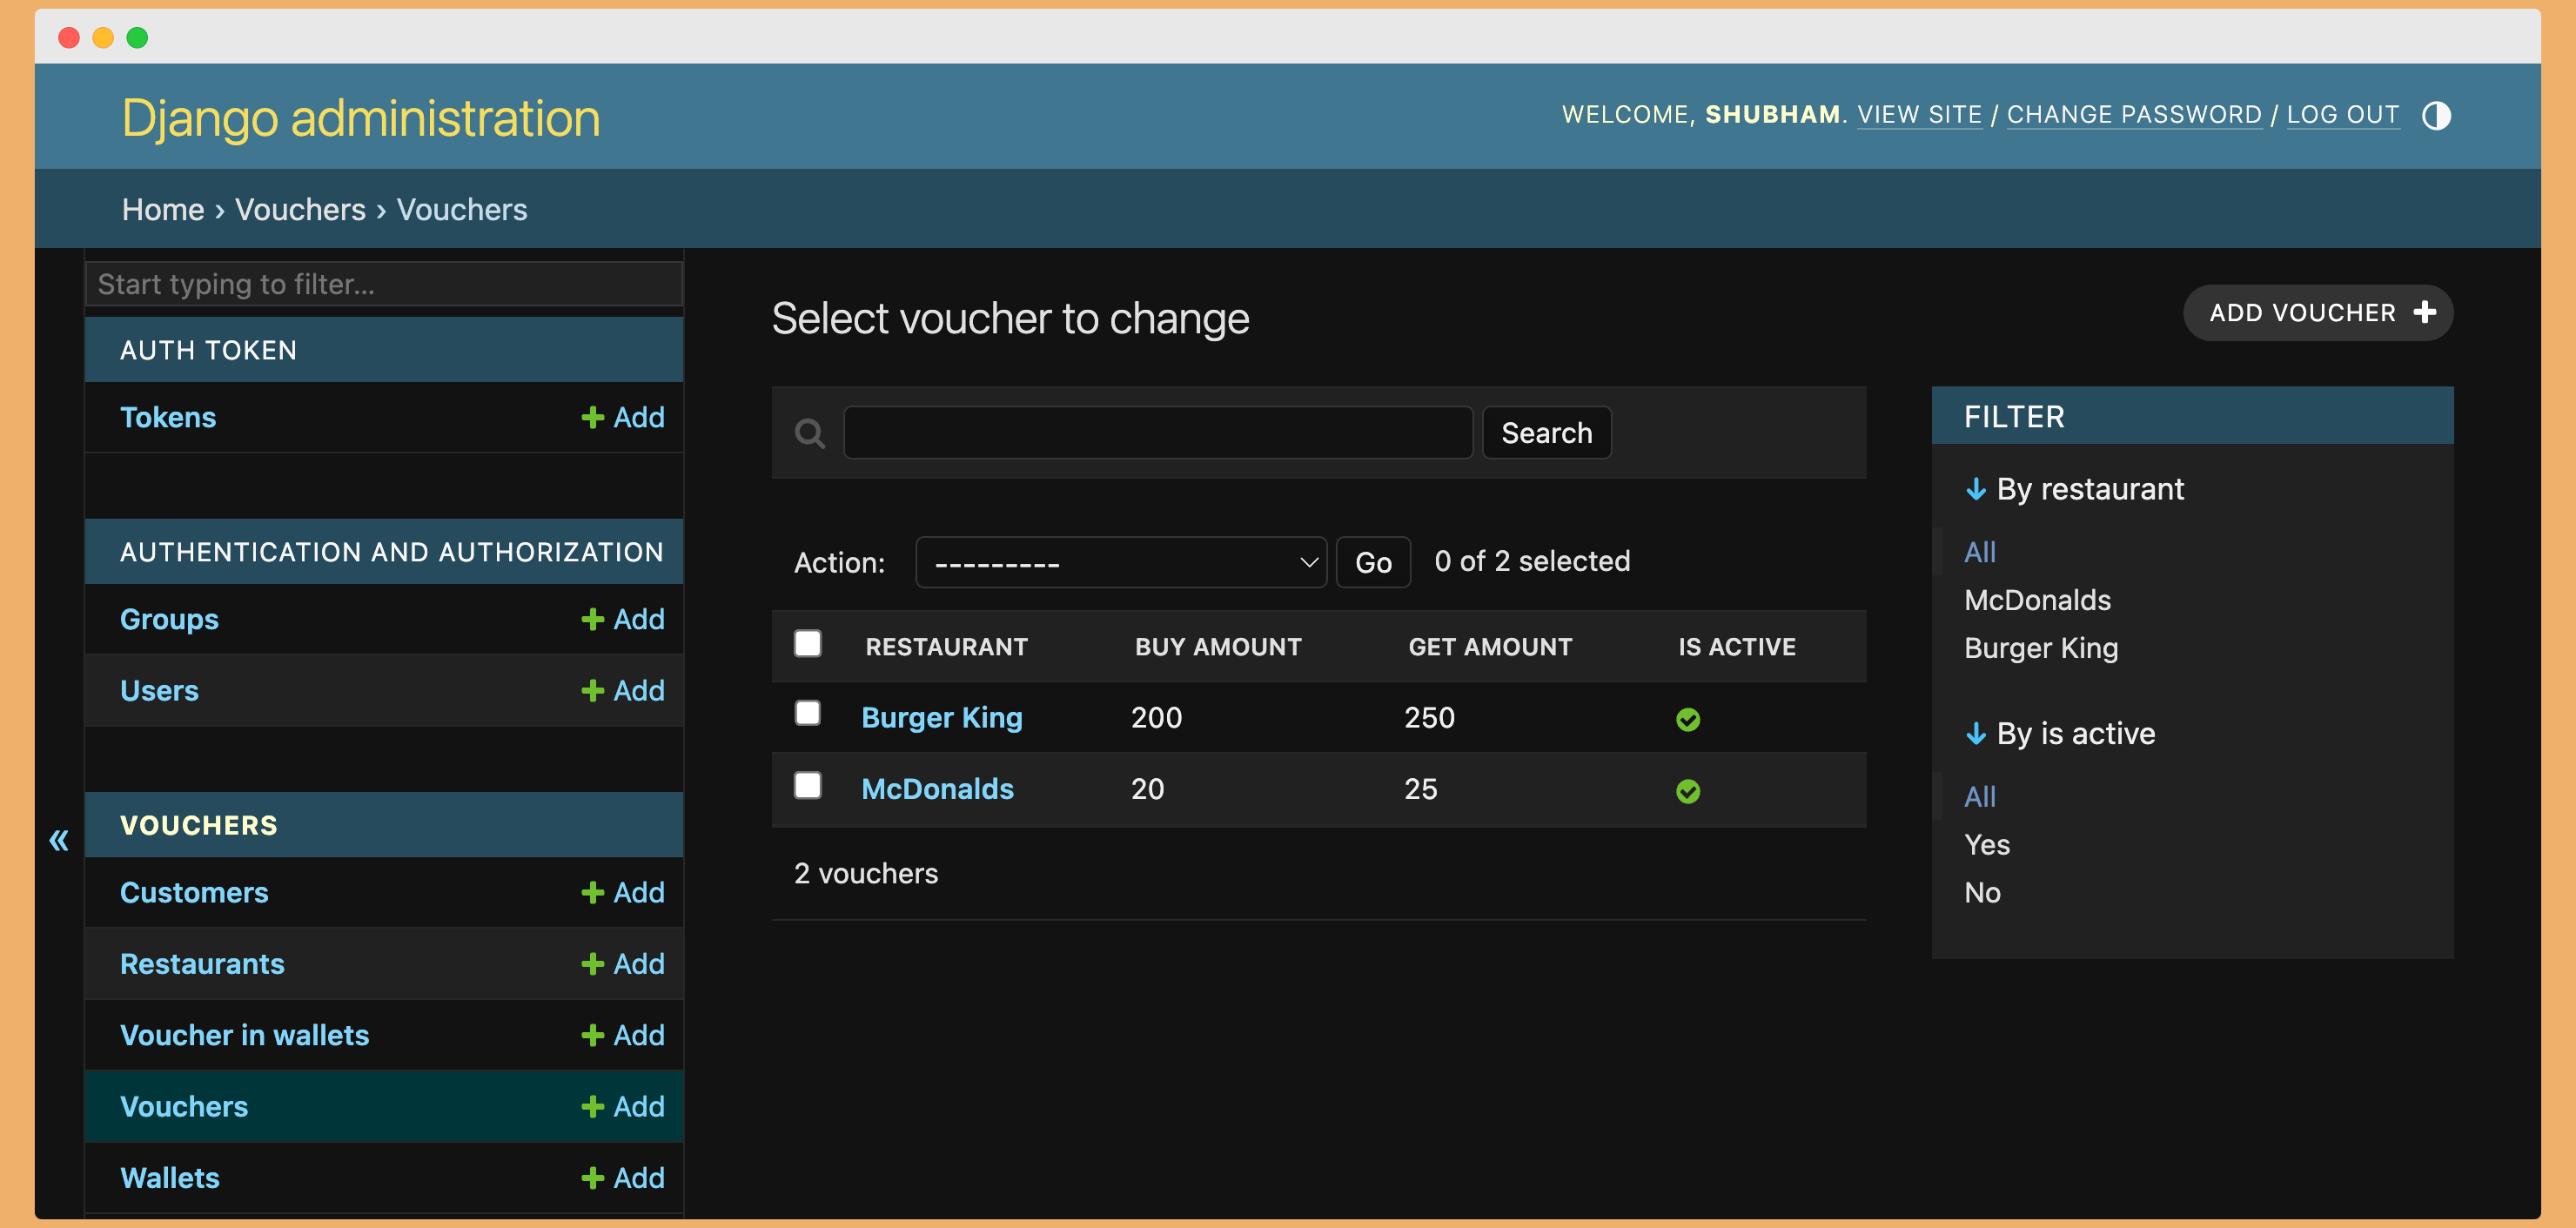 Django administration
WELCOME, SHUBHAM. VIEW SITE / CHANGE PASSWORD / LOG OUT
Home › Vouchers › Vouchers
Start typing to filter...
AUTH TOKEN
Tokens
Add
AUTHENTICATION AND AUTHORIZATION
Groups
Add
Users
Add
VOUCHERS
Customers
Add
Restaurants
Add
Voucher in wallets
Add
Vouchers
Add
Wallets
Add
«
Select voucher to change
ADD VOUCHER
Search
Action: --------- Go 0 of 2 selected
RESTAURANT BUY AMOUNT GET AMOUNT IS ACTIVE
Burger King 200 250
McDonalds 20 25
2 vouchers
FILTER
↓ By restaurant
All
McDonalds
Burger King
↓ By is active
All
Yes
No